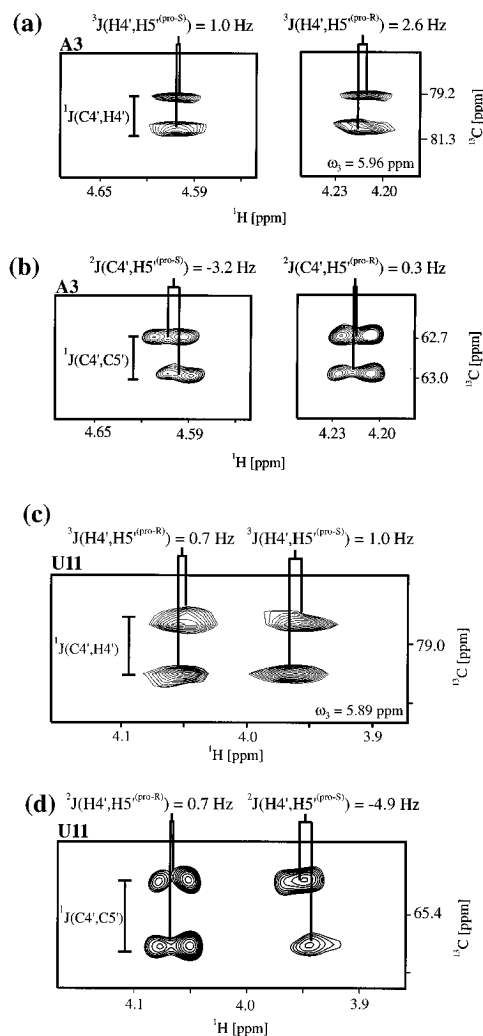 (a)
³J(H4',H5'(pro-S)) = 1.0 Hz ³J(H4',H5'(pro-R)) = 2.6 Hz
A3
¹J(C4',H4')
79.2
81.3
¹³C [ppm]
ω₃ = 5.96 ppm
4.65 4.59 4.23 4.20
¹H [ppm]
(b)
²J(C4',H5'(pro-S)) = -3.2 Hz ²J(C4',H5'(pro-R)) = 0.3 Hz
A3
¹J(C4',C5')
62.7
63.0
¹³C [ppm]
4.65 4.59 4.23 4.20
¹H [ppm]
(c)
³J(H4',H5'(pro-R)) = 0.7 Hz ³J(H4',H5'(pro-S)) = 1.0 Hz
U11
¹J(C4',H4')
79.0
¹³C [ppm]
ω₃ = 5.89 ppm
4.1 4.0 3.9
¹H [ppm]
(d)
²J(H4',H5'(pro-R)) = 0.7 Hz ²J(H4',H5'(pro-S)) = -4.9 Hz
U11
¹J(C4',C5')
65.4
¹³C [ppm]
4.1 4.0 3.9
¹H [ppm]